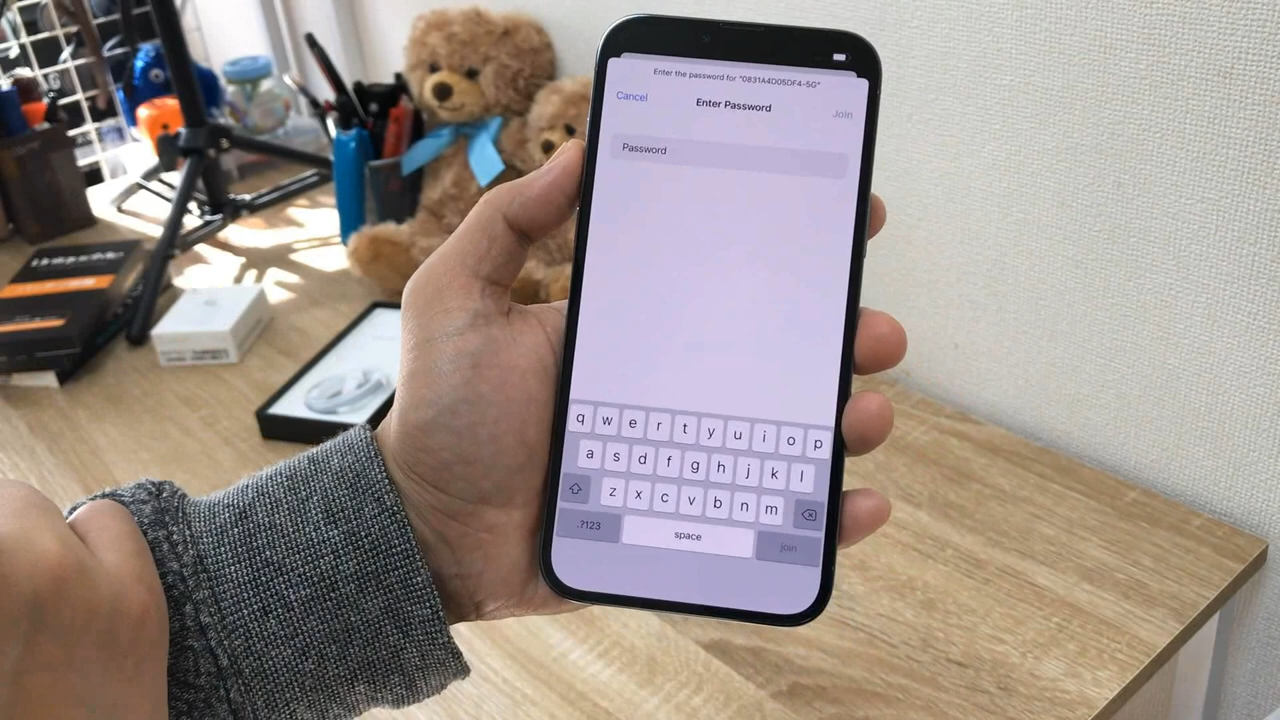 Enter the password for "0831A4D05DF4-5G"
Cancel
Enter Password
Join
Password
q w e r t y u i o p
a s d f g h j k l
z x c v b n m
.?123
space
join